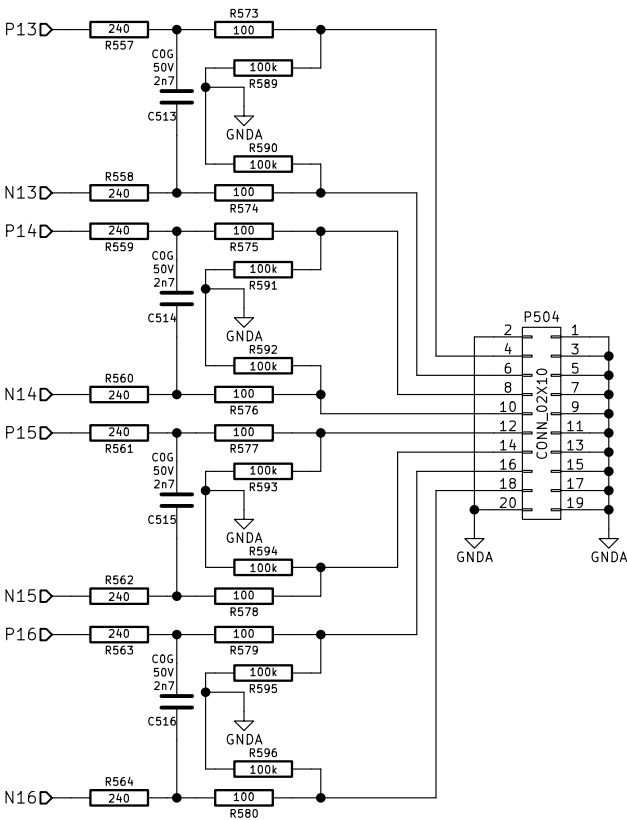 R573
P13
240
100
R557
C0G
50V
2n7
100k
R589
C513
GNDA
R590
100k
R558
N13
240
100
R574
P14
240
100
R559
R575
C0G
50V
2n7
100k
R591
C514
GNDA
R592
100k
R560
N14
240
100
R576
P15
240
100
R561
R577
C0G
50V
2n7
100k
R593
C515
GNDA
R594
100k
R562
N15
240
100
R578
P16
240
100
R563
R579
C0G
50V
2n7
100k
R595
C516
GNDA
R596
100k
R564
N16
240
100
R580
P504
CONN_02X10
2 1
4 3
6 5
8 7
10 9
12 11
14 13
16 15
18 17
20 19
GNDA GNDA